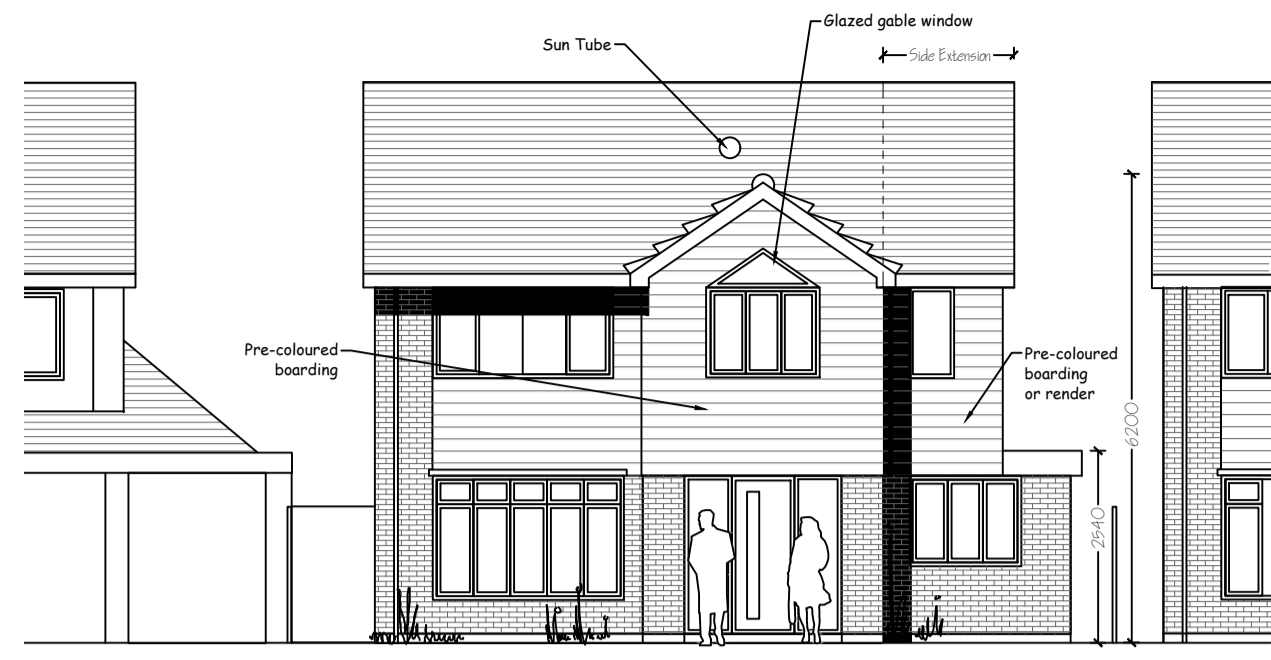 Glazed gable window
Sun Tube
Side Extension
Pre-coloured
boarding
Pre-coloured
boarding
or render
6200
2540